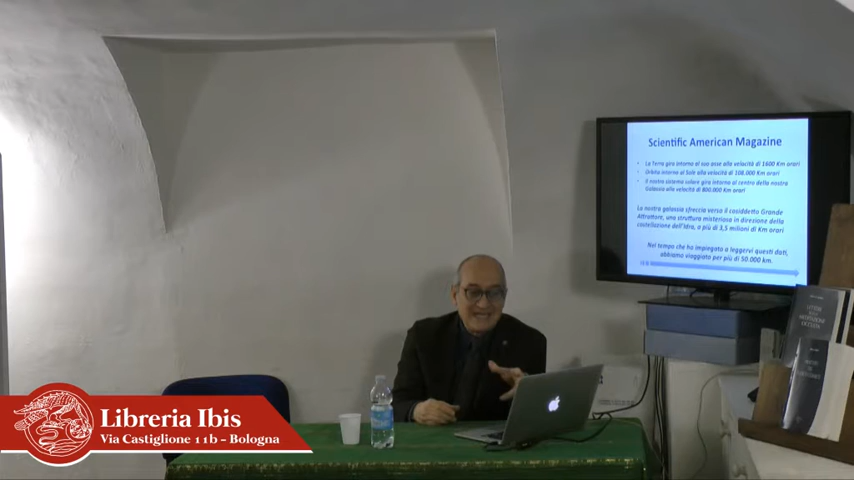 Scientific American Magazine
• La Terra gira intorno al suo asse alla velocità di 1600 Km orari
• Orbita intorno al Sole alla velocità di 108.000 Km orari
• Il nostro sistema solare gira intorno al centro della nostra
Galassia alla velocità di 800.000 Km orari
La nostra galassia sfreccia verso il cosiddetto Grande
Attrattore, una struttura misteriosa in direzione della
costellazione dell'Idra, a più di 3,5 milioni di Km orari
Nel tempo che ho impiegato a leggervi questi dati,
abbiamo viaggiato per più di 50.000 km.
Libreria Ibis
Via Castiglione 11b - Bologna